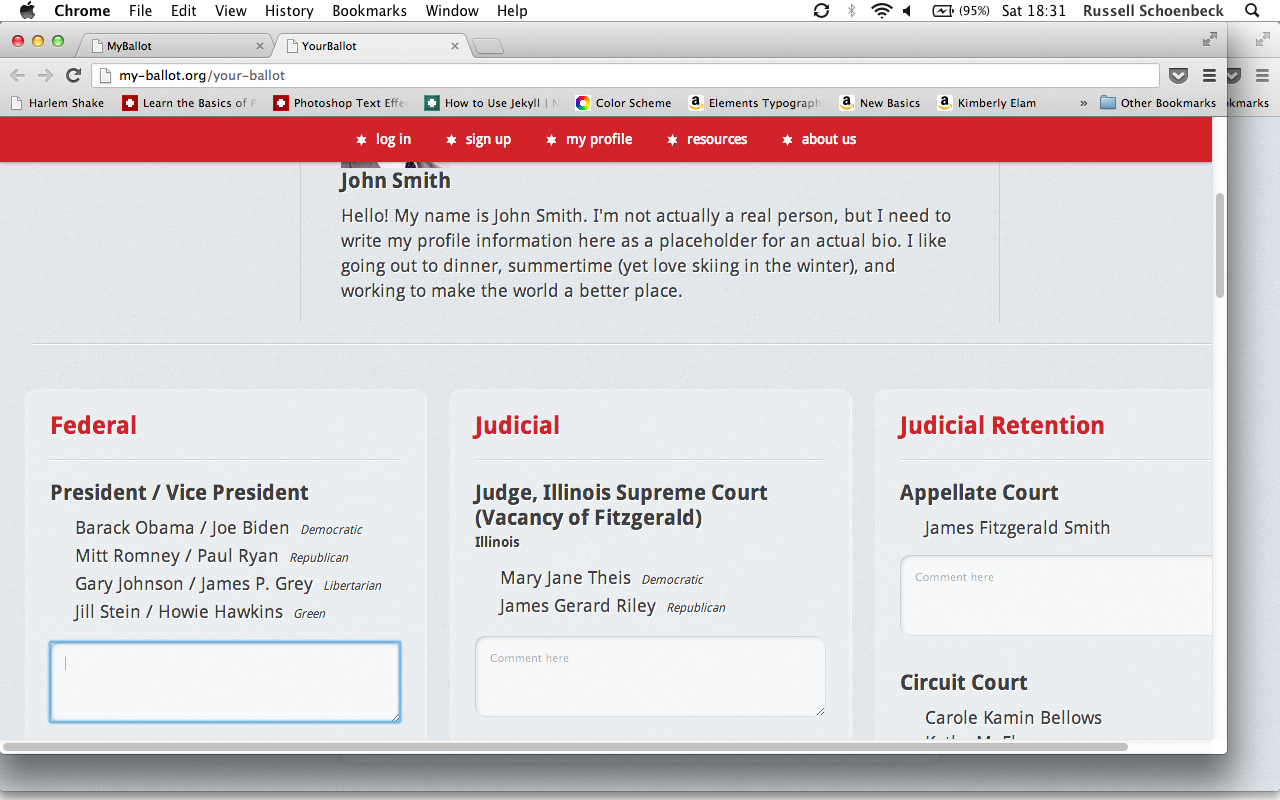 Chrome File Edit View History Bookmarks Window Help (95%) Sat 18:31 Russell Schoenbeck
MyBallot YourBallot
my-ballot.org/your-ballot
Harlem Shake Learn the Basics of Photoshop Text Effe How to Use Jekyll | N Color Scheme Elements Typograph New Basics Kimberly Elam » Other Bookmarks kmarks
log in sign up my profile resources about us
John Smith
Hello! My name is John Smith. I'm not actually a real person, but I need to
write my profile information here as a placeholder for an actual bio. I like
going out to dinner, summertime (yet love skiing in the winter), and
working to make the world a better place.
Federal
President / Vice President
Barack Obama / Joe Biden Democratic
Mitt Romney / Paul Ryan Republican
Gary Johnson / James P. Grey Libertarian
Jill Stein / Howie Hawkins Green
Judicial
Judge, Illinois Supreme Court
(Vacancy of Fitzgerald)
Illinois
Mary Jane Theis Democratic
James Gerard Riley Republican
Comment here
Judicial Retention
Appellate Court
James Fitzgerald Smith
Comment here
Circuit Court
Carole Kamin Bellows